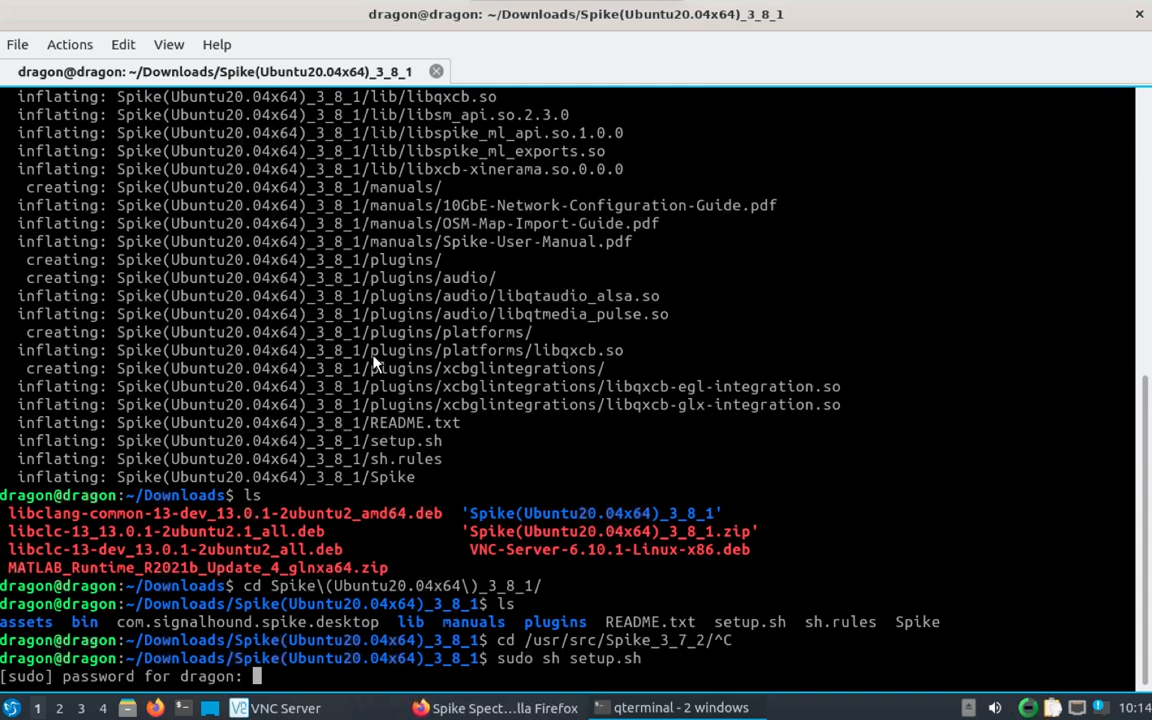 dragon@dragon: ~/Downloads/Spike(Ubuntu20.04x64)_3_8_1
File Actions Edit View Help
dragon@dragon: ~/Downloads/Spike(Ubuntu20.04x64)_3_8_1
inflating: Spike(Ubuntu20.04x64)_3_8_1/lib/libqxcb.so
inflating: Spike(Ubuntu20.04x64)_3_8_1/lib/libsm_api.so.2.3.0
inflating: Spike(Ubuntu20.04x64)_3_8_1/lib/libspike_ml_api.so.1.0.0
inflating: Spike(Ubuntu20.04x64)_3_8_1/lib/libspike_ml_exports.so
inflating: Spike(Ubuntu20.04x64)_3_8_1/lib/libxcb-xinerama.so.0.0.0
creating: Spike(Ubuntu20.04x64)_3_8_1/manuals/
inflating: Spike(Ubuntu20.04x64)_3_8_1/manuals/10GbE-Network-Configuration-Guide.pdf
inflating: Spike(Ubuntu20.04x64)_3_8_1/manuals/OSM-Map-Import-Guide.pdf
inflating: Spike(Ubuntu20.04x64)_3_8_1/manuals/Spike-User-Manual.pdf
creating: Spike(Ubuntu20.04x64)_3_8_1/plugins/
creating: Spike(Ubuntu20.04x64)_3_8_1/plugins/audio/
inflating: Spike(Ubuntu20.04x64)_3_8_1/plugins/audio/libqtaudio_alsa.so
inflating: Spike(Ubuntu20.04x64)_3_8_1/plugins/audio/libqtmedia_pulse.so
creating: Spike(Ubuntu20.04x64)_3_8_1/plugins/platforms/
inflating: Spike(Ubuntu20.04x64)_3_8_1/plugins/platforms/libqxcb.so
creating: Spike(Ubuntu20.04x64)_3_8_1/plugins/xcbglintegrations/
inflating: Spike(Ubuntu20.04x64)_3_8_1/plugins/xcbglintegrations/libqxcb-egl-integration.so
inflating: Spike(Ubuntu20.04x64)_3_8_1/plugins/xcbglintegrations/libqxcb-glx-integration.so
inflating: Spike(Ubuntu20.04x64)_3_8_1/README.txt
inflating: Spike(Ubuntu20.04x64)_3_8_1/setup.sh
inflating: Spike(Ubuntu20.04x64)_3_8_1/sh.rules
inflating: Spike(Ubuntu20.04x64)_3_8_1/Spike
dragon@dragon:~/Downloads$ ls
libclang-common-13-dev_13.0.1-2ubuntu2_amd64.deb 'Spike(Ubuntu20.04x64)_3_8_1'
libclc-13_13.0.1-2ubuntu2.1_all.deb 'Spike(Ubuntu20.04x64)_3_8_1.zip'
libclc-13-dev_13.0.1-2ubuntu2_all.deb VNC-Server-6.10.1-Linux-x86.deb
MATLAB_Runtime_R2021b_Update_4_glnxa64.zip
dragon@dragon:~/Downloads$ cd Spike\(Ubuntu20.04x64\)_3_8_1/
dragon@dragon:~/Downloads/Spike(Ubuntu20.04x64)_3_8_1$ ls
assets bin com.signalhound.spike.desktop lib manuals plugins README.txt setup.sh sh.rules Spike
dragon@dragon:~/Downloads/Spike(Ubuntu20.04x64)_3_8_1$ cd /usr/src/Spike_3_7_2/^C
dragon@dragon:~/Downloads/Spike(Ubuntu20.04x64)_3_8_1$ sudo sh setup.sh
[sudo] password for dragon:
1 2 3 4 VNC Server Spike Spect...lla Firefox qterminal - 2 windows 10:14